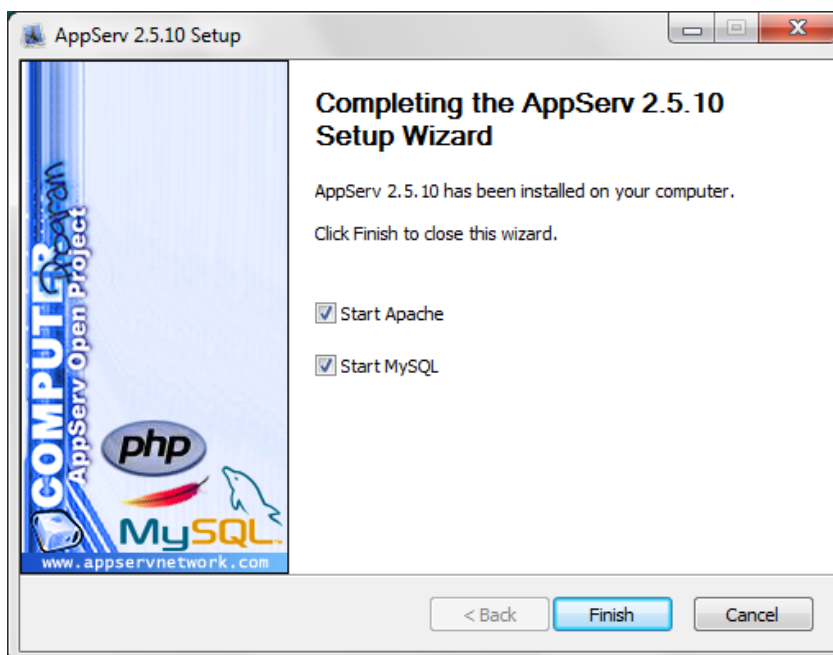 AppServ 2.5.10 Setup
Completing the AppServ 2.5.10
Setup Wizard
AppServ 2.5.10 has been installed on your computer.
Click Finish to close this wizard.
Start Apache
Start MySQL
COMPUTER
Program
AppServ Open Project
php
MySQL
www.appservnetwork.com
< Back
Finish
Cancel